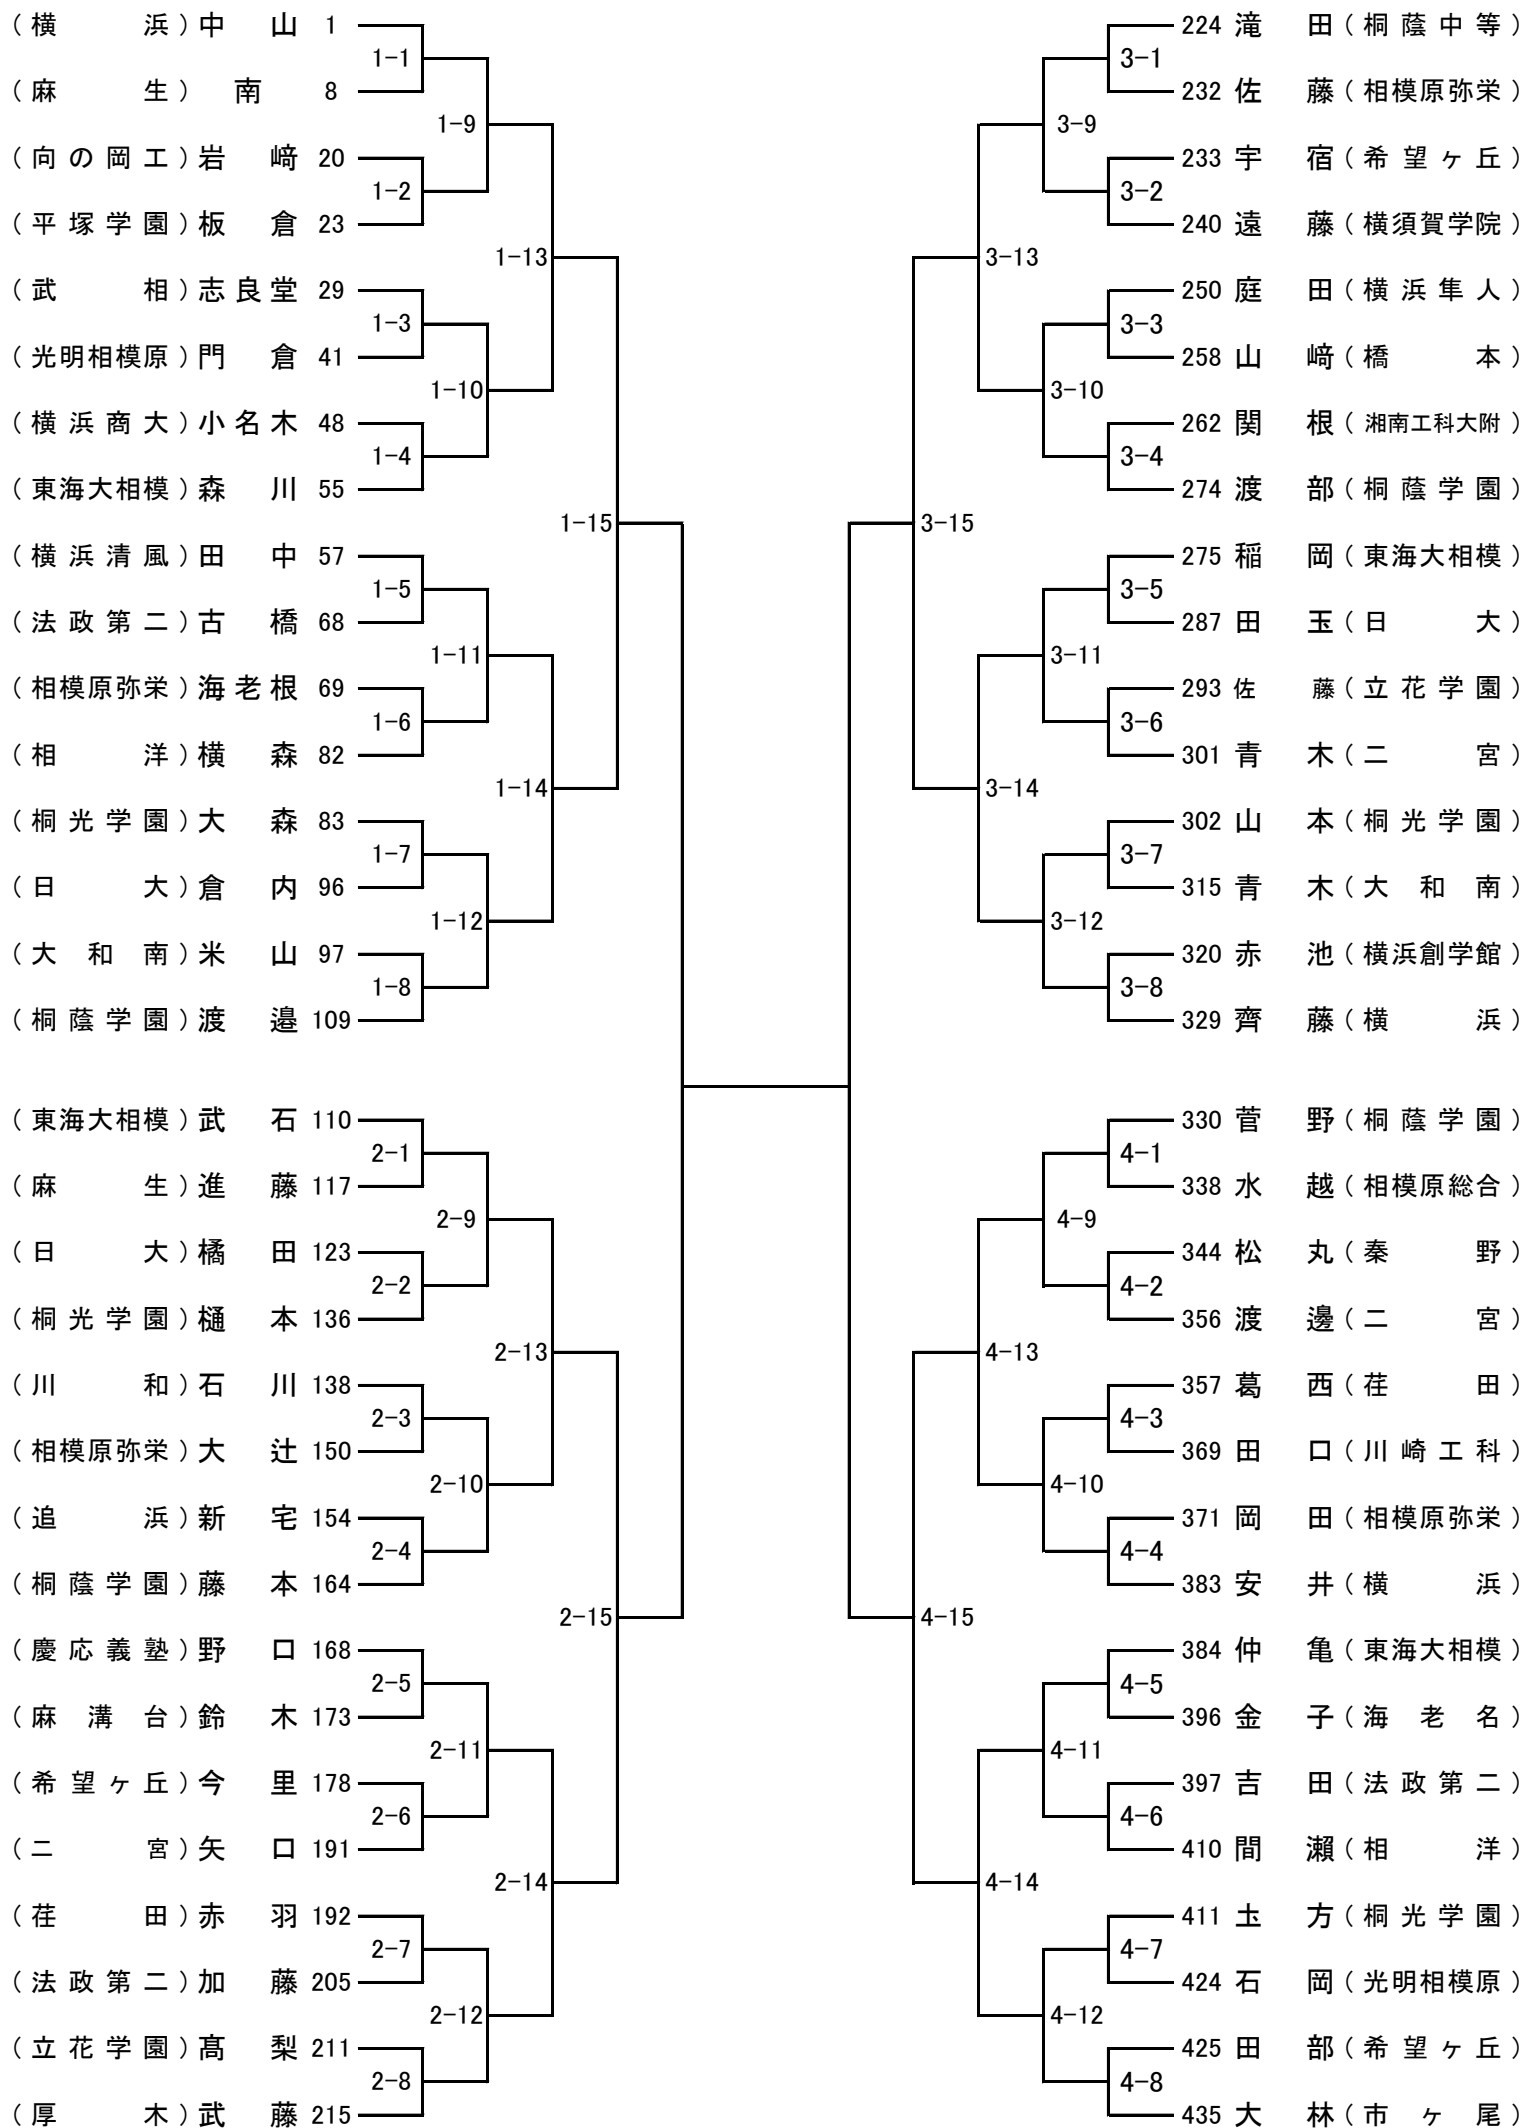 （横浜）中山 1
1-1
（麻生）南 8
1-9
（向の岡工）岩﨑 20
1-2
（平塚学園）板倉 23
1-13
（武相）志良堂 29
1-3
（光明相模原）門倉 41
1-10
（横浜商大）小名木 48
1-4
（東海大相模）森川 55
1-15
（横浜清風）田中 57
1-5
（法政第二）古橋 68
1-11
（相模原弥栄）海老根 69
1-6
（相洋）横森 82
1-14
（桐光学園）大森 83
1-7
（日大）倉内 96
1-12
（大和南）米山 97
1-8
（桐蔭学園）渡邉 109
（東海大相模）武石 110
2-1
（麻生）進藤 117
2-9
（日大）橘田 123
2-2
（桐光学園）樋本 136
2-13
（川和）石川 138
2-3
（相模原弥栄）大辻 150
2-10
（追浜）新宅 154
2-4
（桐蔭学園）藤本 164
2-15
（慶応義塾）野口 168
2-5
（麻溝台）鈴木 173
2-11
（希望ヶ丘）今里 178
2-6
（二宮）矢口 191
2-14
（荏田）赤羽 192
2-7
（法政第二）加藤 205
2-12
（立花学園）髙梨 211
2-8
（厚木）武藤 215
224 滝田（桐蔭中等）
3-1
232 佐藤（相模原弥栄）
3-9
233 宇宿（希望ヶ丘）
3-2
240 遠藤（横須賀学院）
3-13
250 庭田（横浜隼人）
3-3
258 山﨑（橋本）
3-10
262 関根（湘南工科大附）
3-4
274 渡部（桐蔭学園）
3-15
275 稲岡（東海大相模）
3-5
287 田玉（日大）
3-11
293 佐藤（立花学園）
3-6
301 青木（二宮）
3-14
302 山本（桐光学園）
3-7
315 青木（大和南）
3-12
320 赤池（横浜創学館）
3-8
329 齊藤（横浜）
330 菅野（桐蔭学園）
4-1
338 水越（相模原総合）
4-9
344 松丸（秦野）
4-2
356 渡邊（二宮）
4-13
357 葛西（荏田）
4-3
369 田口（川崎工科）
4-10
371 岡田（相模原弥栄）
4-4
383 安井（横浜）
4-15
384 仲亀（東海大相模）
4-5
396 金子（海老名）
4-11
397 吉田（法政第二）
4-6
410 間瀬（相洋）
4-14
411 圡方（桐光学園）
4-7
424 石岡（光明相模原）
4-12
425 田部（希望ヶ丘）
4-8
435 大林（市ヶ尾）